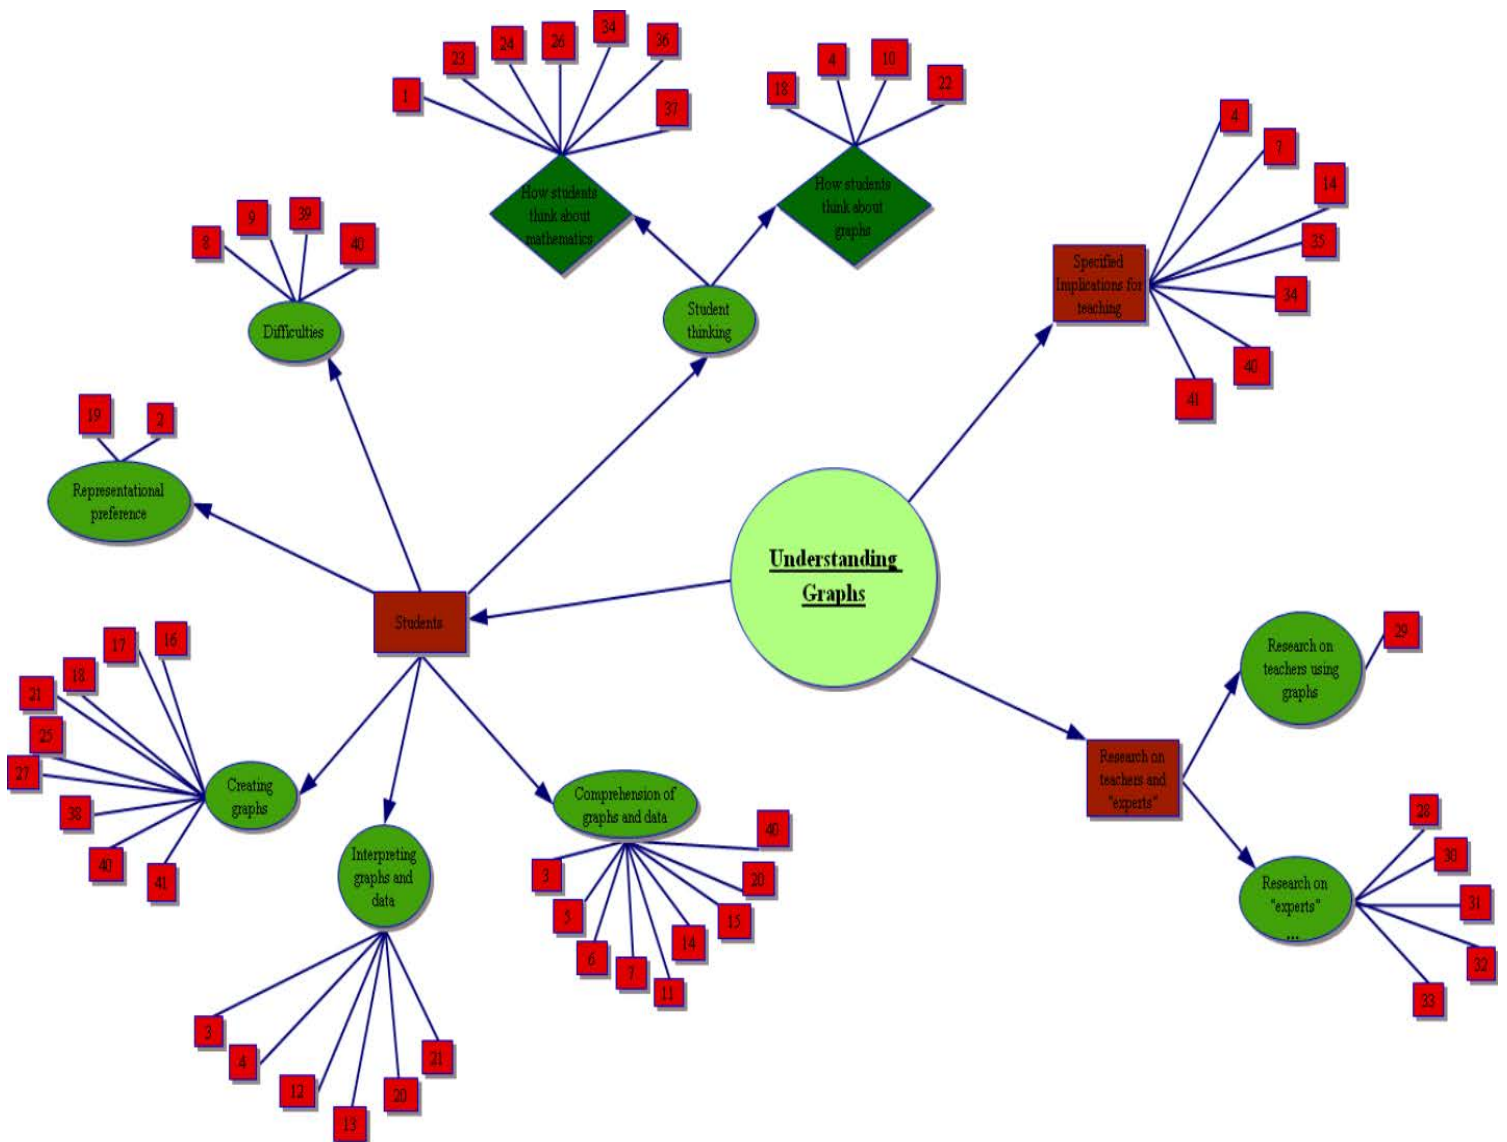 34
36
26
24
23
1
37
How students
think about
mathematics
4
10
22
18
How students
think about
graphs
4
7
14
35
34
40
41
Specified
Implications for
teaching
8
9
39
40
Difficulties
Student
thinking
19
2
Representational
preference
Understanding
Graphs
Students
16
17
18
21
25
27
38
40
41
Creating
graphs
Interpreting
graphs and
data
3
4
12
13
20
21
Comprehension of
graphs and data
3
5
6
7
11
14
15
20
40
Research on
teachers and
"experts"
Research on
teachers using
graphs
29
Research on
"experts"
...
28
30
31
32
33